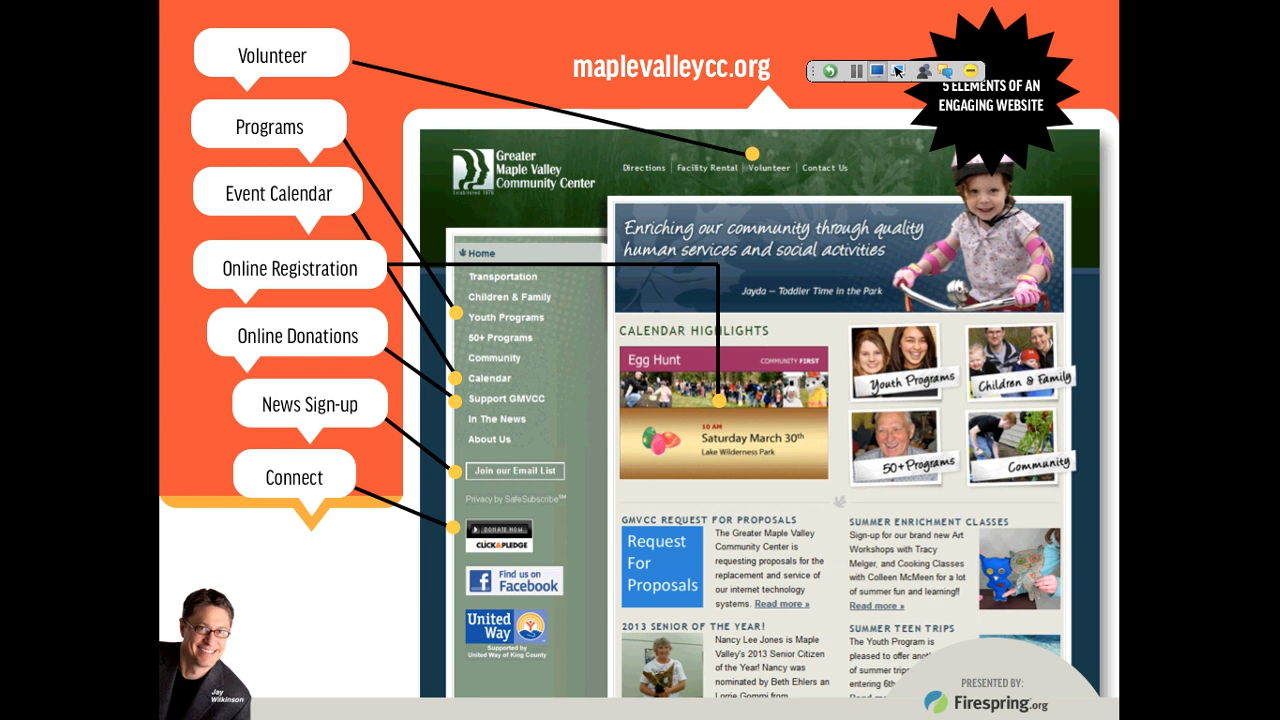 Volunteer
Programs
Event Calendar
Online Registration
Online Donations
News Sign-up
Connect
maplevalleycc.org
5 ELEMENTS OF AN
ENGAGING WEBSITE
Greater
Maple Valley
Community Center
Established 1970
Directions | Facility Rental | Volunteer | Contact Us
Home
Transportation
Children & Family
Youth Programs
50+ Programs
Community
Calendar
Support GMVCC
In The News
About Us
Join our Email List
Privacy by SafeSubscribe℠
DONATE NOW
CLICK&PLEDGE
Find us on
Facebook
United
Way
Supported by
United Way of King County
Enriching our community through quality
human services and social activities
Jayda – Toddler Time in the Park
CALENDAR HIGHLIGHTS
Egg Hunt
COMMUNITY FIRST
10 AM
Saturday March 30th
Lake Wilderness Park
Youth Programs
Children & Family
50+Programs
Community
GMVCC REQUEST FOR PROPOSALS
Request
For
Proposals
The Greater Maple Valley
Community Center is
requesting proposals for the
replacement and service of
our internet technology
systems. Read more »
SUMMER ENRICHMENT CLASSES
Sign-up for our brand new Art
Workshops with Tracy
Melger, and Cooking Classes
with Colleen McMeen for a lot
of summer fun and learning!!
Read more »
2013 SENIOR OF THE YEAR!
Nancy Lee Jones is Maple
Valley's 2013 Senior Citizen
of the Year! Nancy was
nominated by Beth Ehlers an
Lorrie Gommi from
SUMMER TEEN TRIPS
The Youth Program is
pleased to offer
of summer
entering 6th
Jay
Wilkinson
PRESENTED BY:
Firespring.org